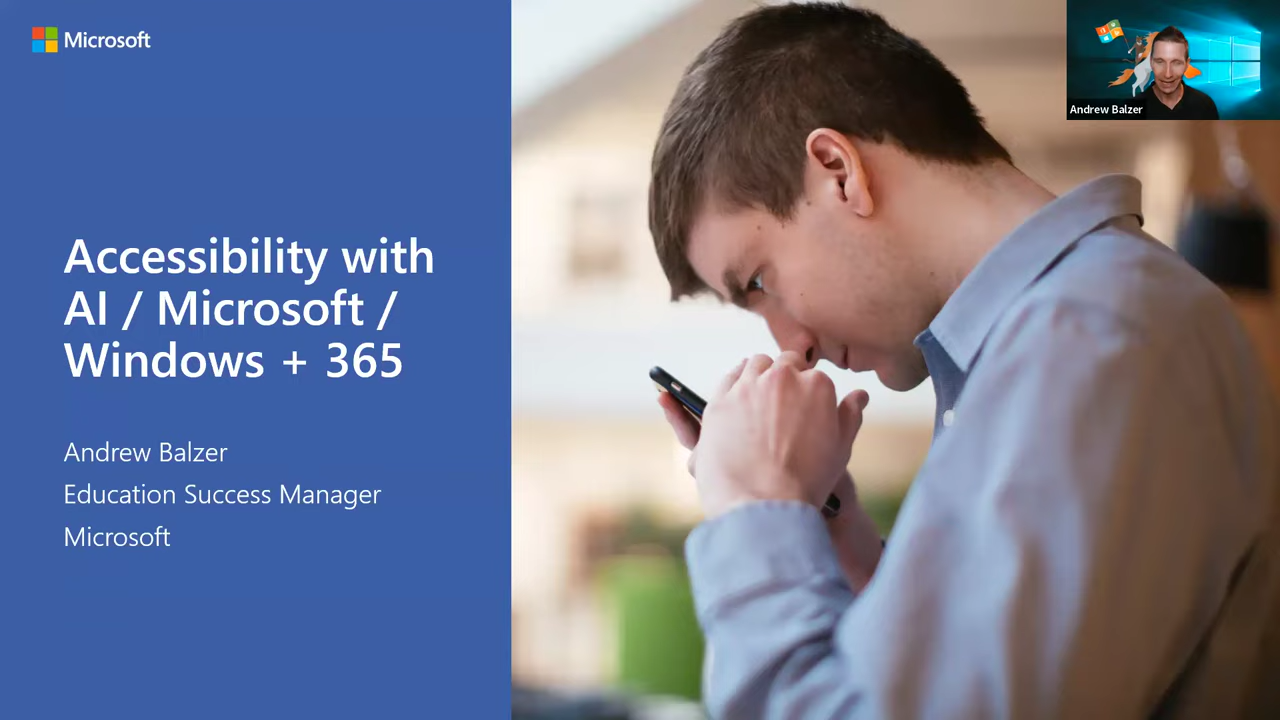 Microsoft
Accessibility with
AI / Microsoft /
Windows + 365
Andrew Balzer
Education Success Manager
Microsoft
Andrew Balzer